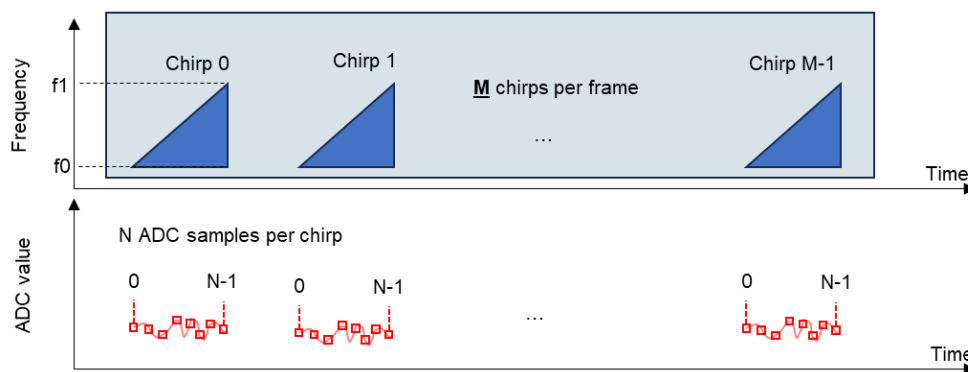 Frequency
Chirp 0
Chirp 1
Chirp M-1
f1
M chirps per frame
...
f0
Time
ADC value
N ADC samples per chirp
0
N-1
0
N-1
0
N-1
...
Time